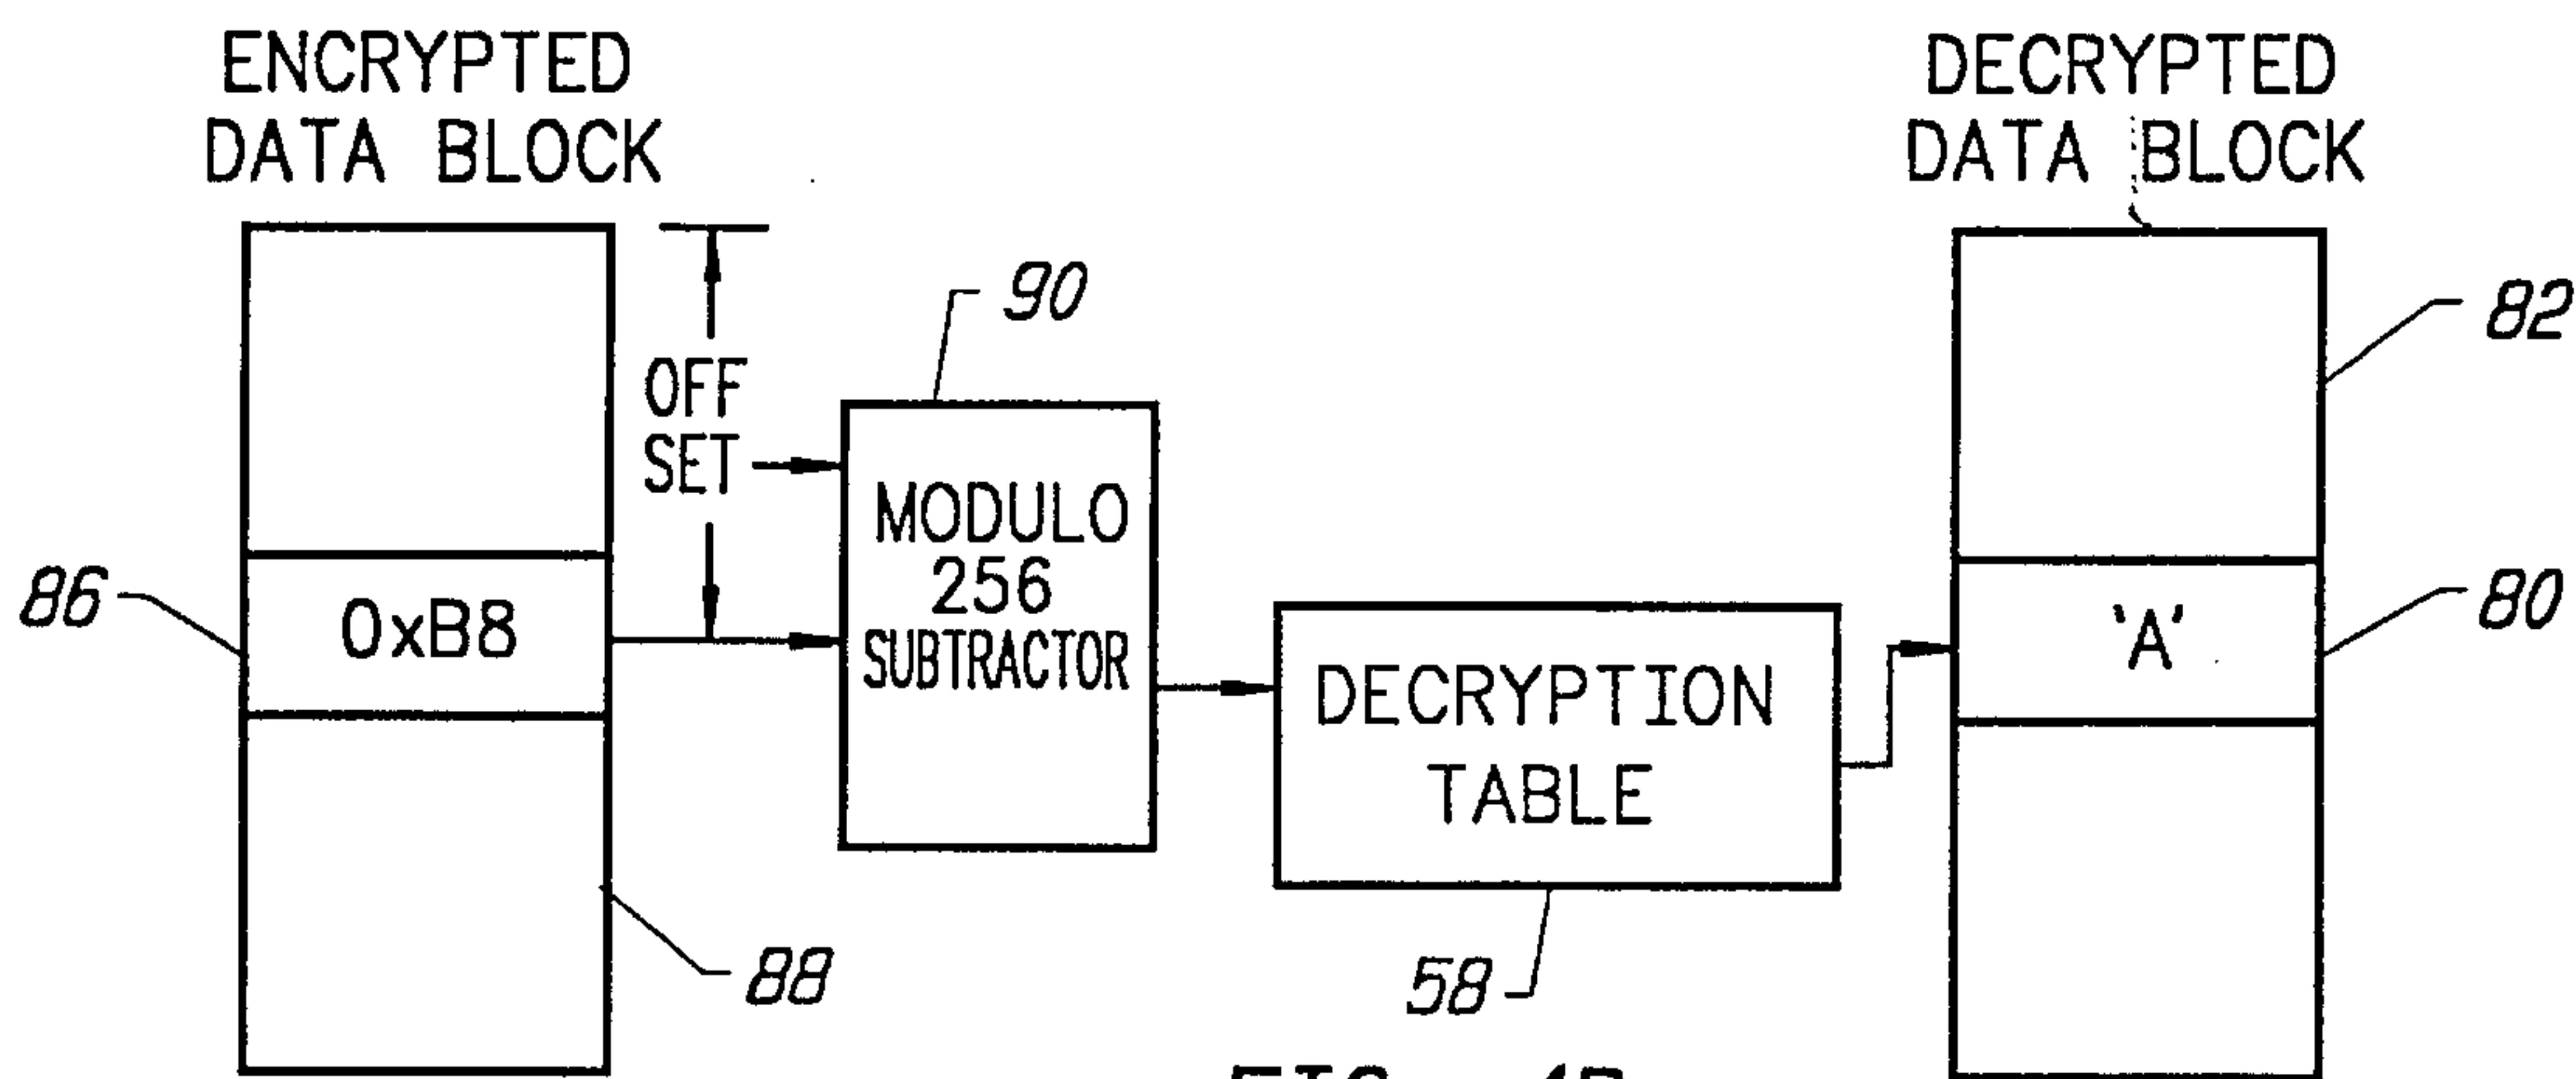 ENCRYPTED
DATA BLOCK
DECRYPTED
DATA BLOCK
90
82
OFF
SET
MODULO
256
SUBTRACTOR
86
0xB8
'A'
80
DECRYPTION
TABLE
88
58